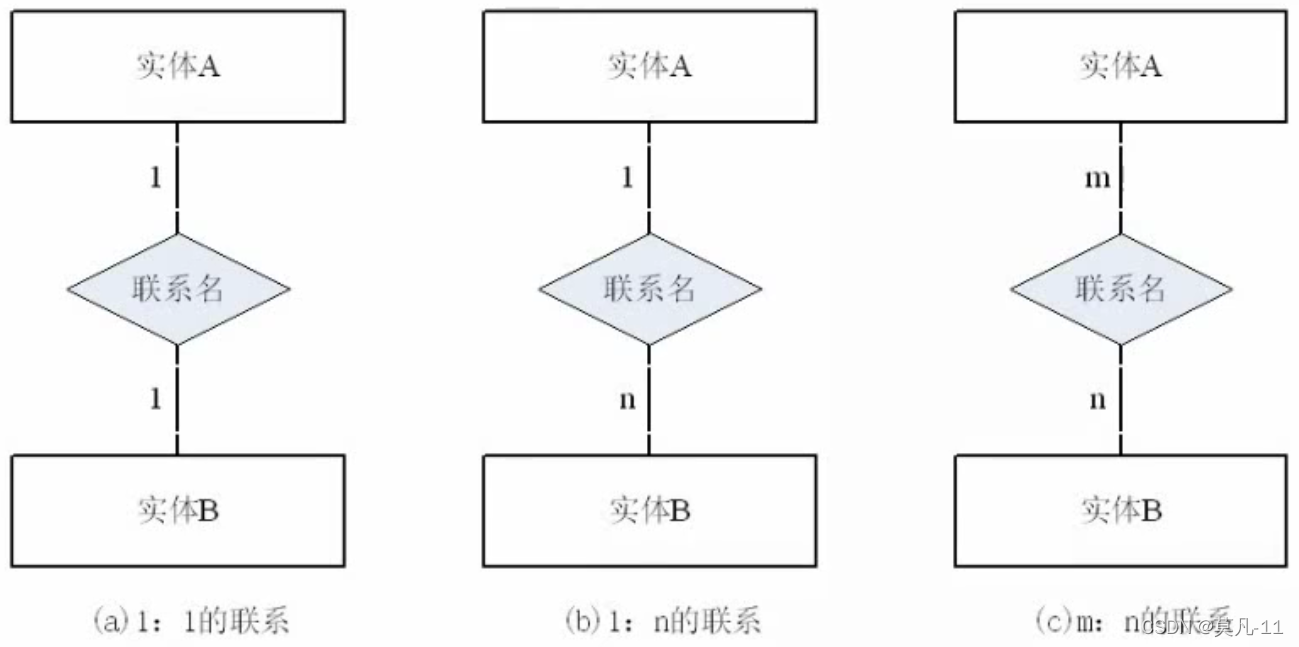 实体A 实体A 实体A
1 1 m
联系名 联系名 联系名
1 n n
实体B 实体B 实体B
(a)1：1的联系 (b)1：n的联系 (c)m：n的联系
CSDN @莫凡-11